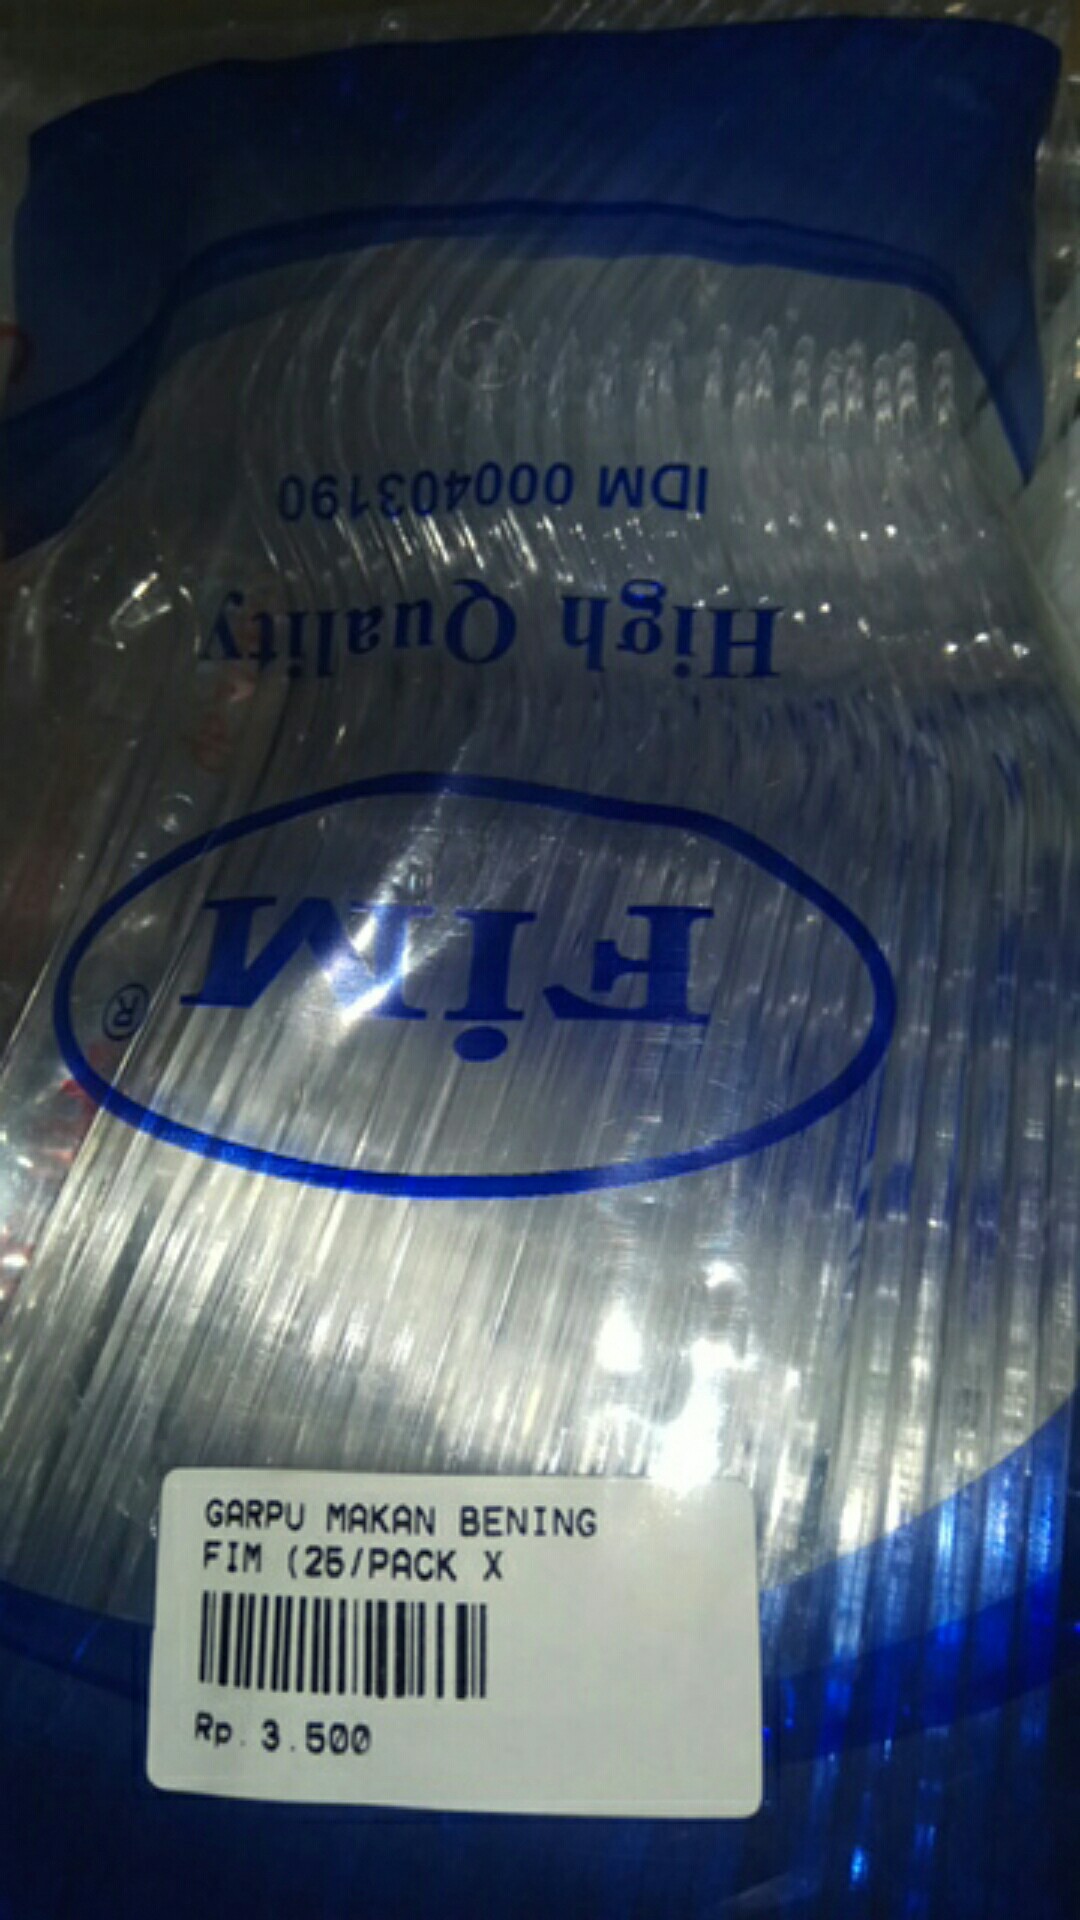 IDM 000403190
High Quality
FiM
®
GARPU MAKAN BENING
FIM (25/PACK X
Rp. 3.500